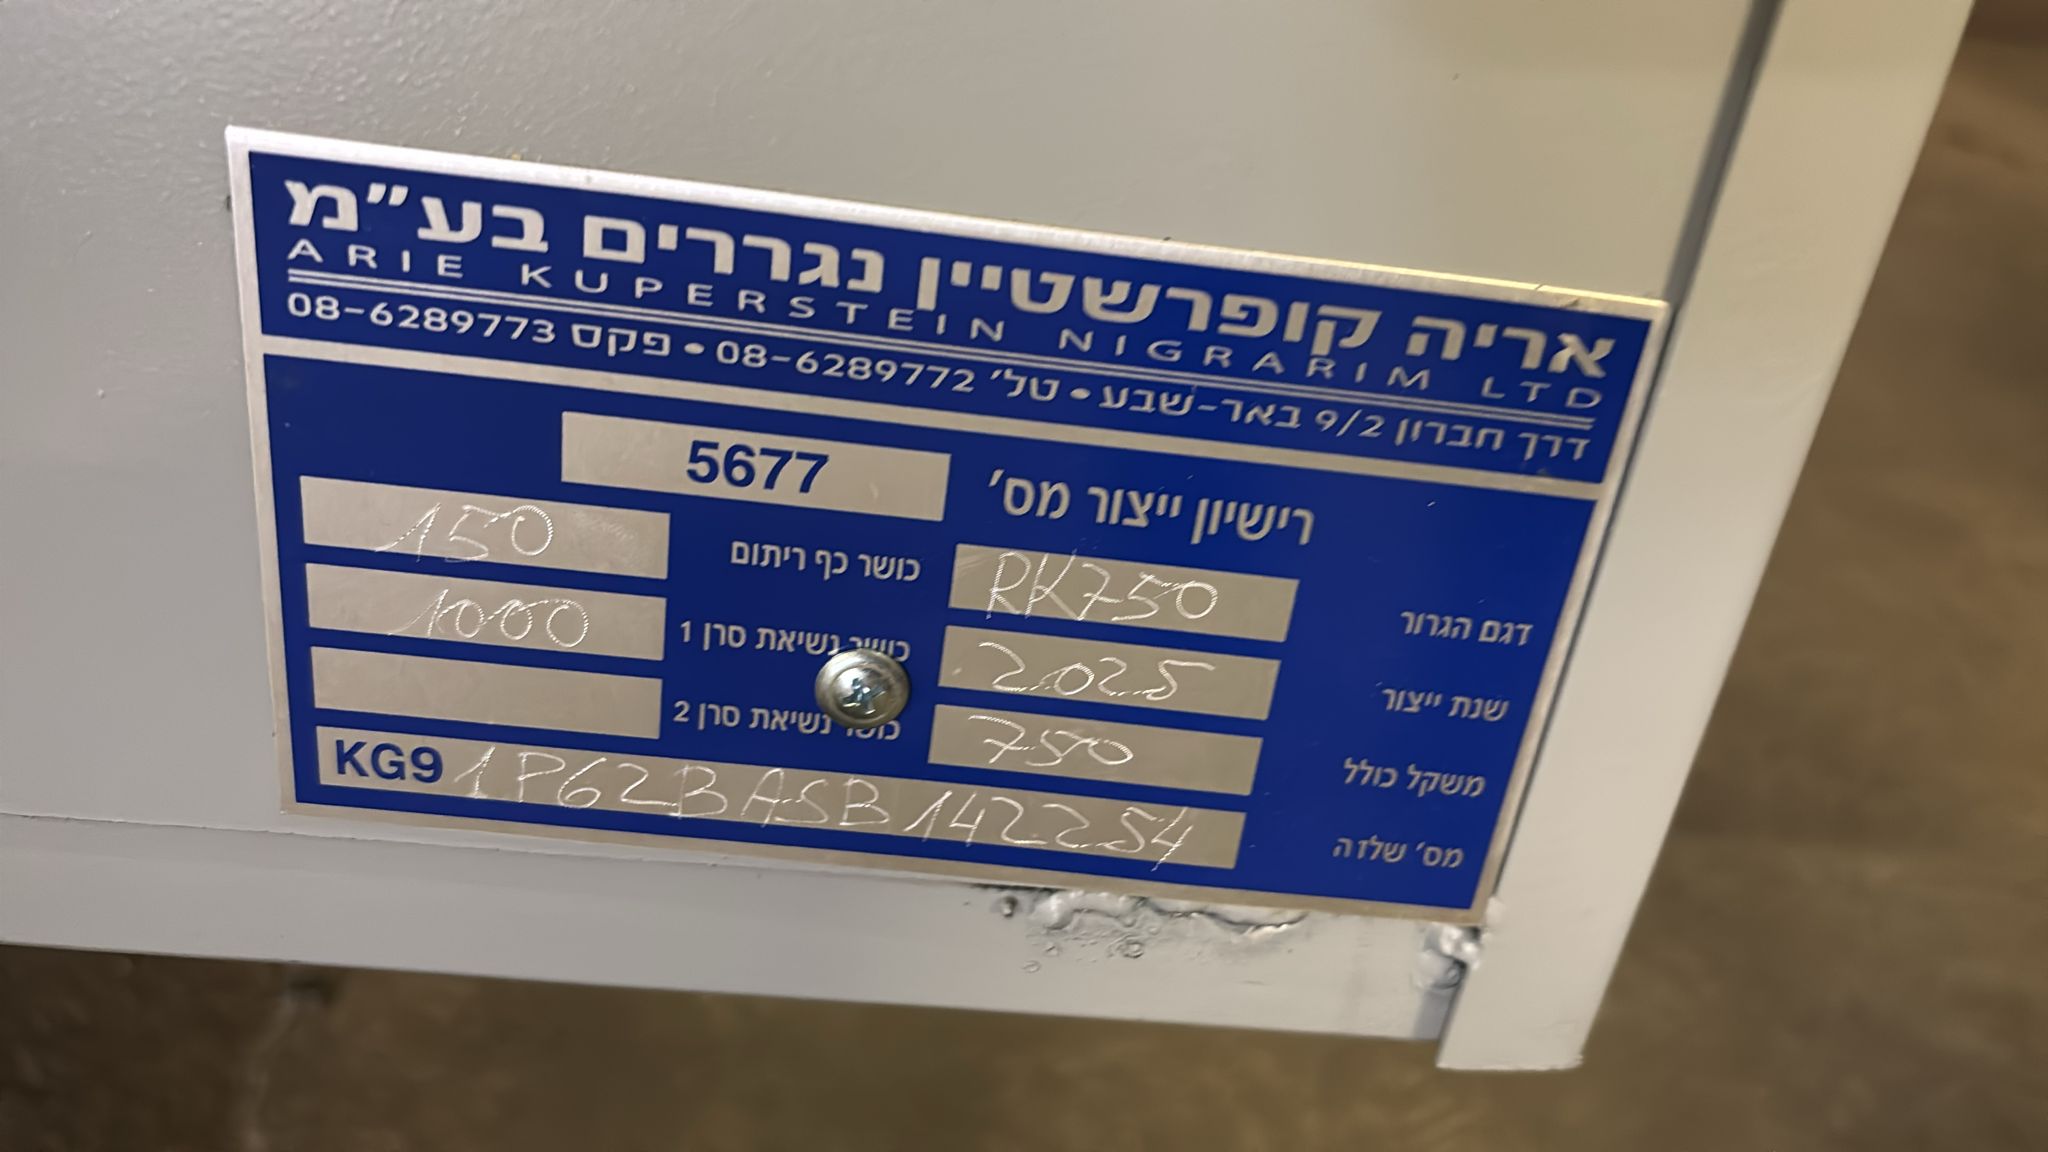 אריה קופרשטיין נגררים בע"מ
ARIE KUPERSTEIN NIGRARIM LTD
דרך חברון 9/2 באר-שבע • טל' 08-6289772 • פקס 08-6289773
רישיון ייצור מס' 5677
דגם הגרור RK750
כושר כף ריתום 150
שנת ייצור 2025
כושר נשיאת סרן 1 1000
משקל כולל 750
כושר נשיאת סרן 2
מס' שלדה KG91P62BASB142254